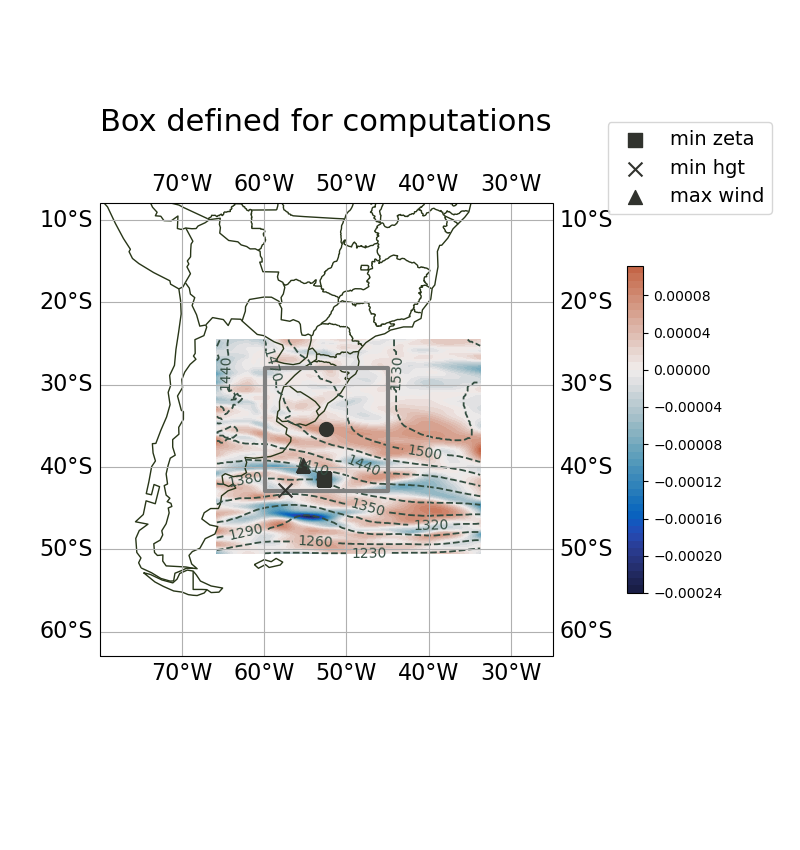 Box defined for computations
min zeta
min hgt
max wind
70°W 60°W 50°W 40°W 30°W
10°S 10°S
20°S 20°S
30°S 30°S
40°S 40°S
50°S 50°S
60°S 60°S
70°W 60°W 50°W 40°W 30°W
1440
1530
1500
1440
1380
1350
1320
1290
1260
1230
0.00008
0.00004
0.00000
−0.00004
−0.00008
−0.00012
−0.00016
−0.00020
−0.00024